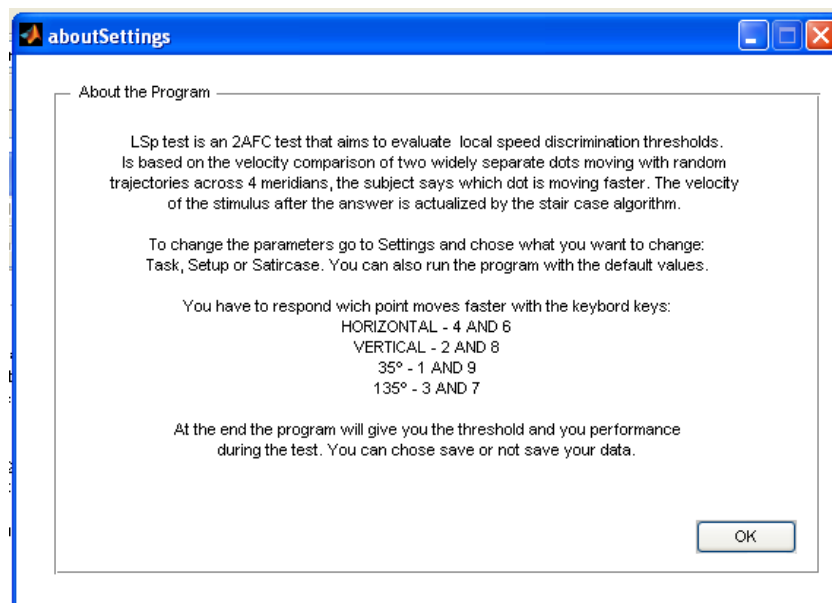 aboutSettings
About the Program
LSp test is an 2AFC test that aims to evaluate local speed discrimination thresholds.
Is based on the velocity comparison of two widely separate dots moving with random
trajectories across 4 meridians, the subject says which dot is moving faster. The velocity
of the stimulus after the answer is actualized by the stair case algorithm.
To change the parameters go to Settings and chose what you want to change:
Task, Setup or Satircase. You can also run the program with the default values.
You have to respond wich point moves faster with the keybord keys:
HORIZONTAL - 4 AND 6
VERTICAL - 2 AND 8
35º - 1 AND 9
135º - 3 AND 7
At the end the program will give you the threshold and you performance
during the test. You can chose save or not save your data.
OK